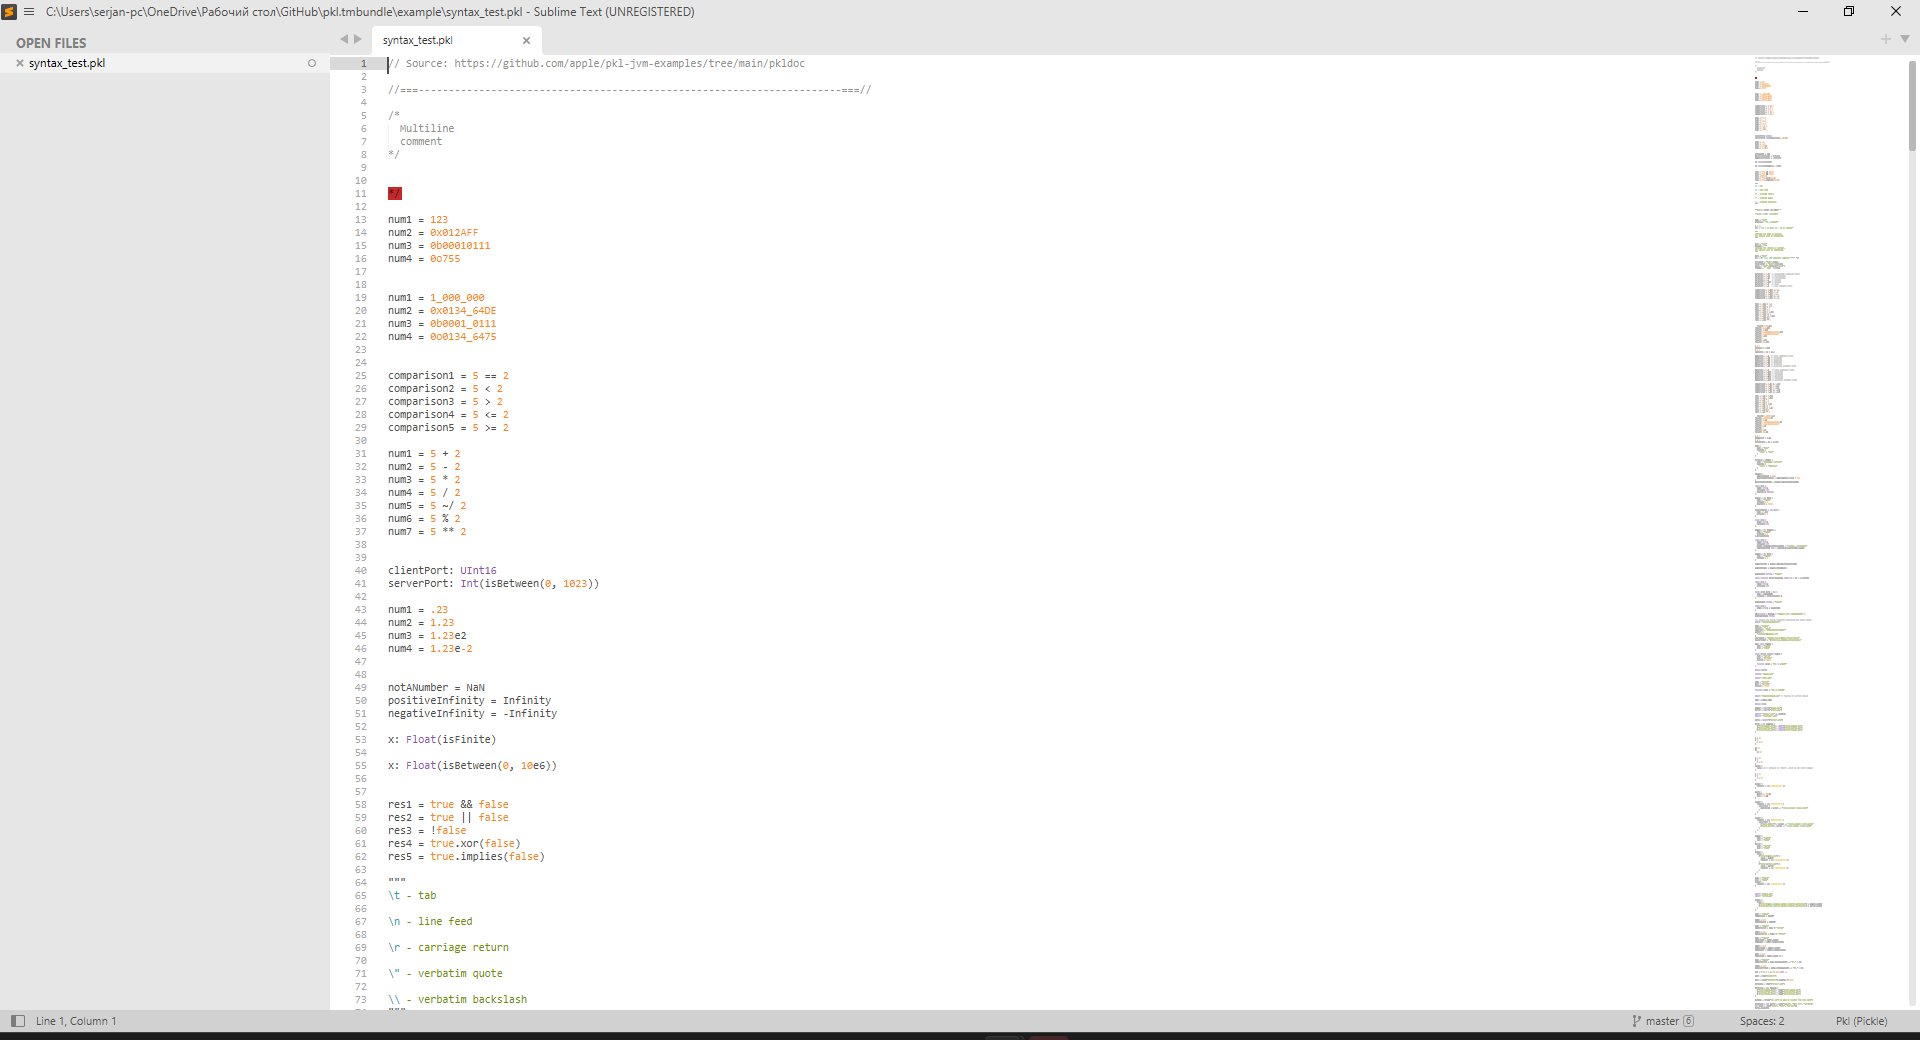 C:\Users\serjan-pc\OneDrive\Рабочий стол\GitHub\pkl.tmbundle\example\syntax_test.pkl - Sublime Text (UNREGISTERED)
OPEN FILES
syntax_test.pkl
syntax_test.pkl
1 // Source: https://github.com/apple/pkl-jvm-examples/tree/main/pkldoc
2
3 //===----------------------------------------------------------------------===//
4
5 /*
6 Multiline
7 comment
8 */
9
10
11 */
12
13 num1 = 123
14 num2 = 0x012AFF
15 num3 = 0b00010111
16 num4 = 0o755
17
18
19 num1 = 1_000_000
20 num2 = 0x0134_64DE
21 num3 = 0b0001_0111
22 num4 = 0o0134_6475
23
24
25 comparison1 = 5 == 2
26 comparison2 = 5 < 2
27 comparison3 = 5 > 2
28 comparison4 = 5 <= 2
29 comparison5 = 5 >= 2
30
31 num1 = 5 + 2
32 num2 = 5 - 2
33 num3 = 5 * 2
34 num4 = 5 / 2
35 num5 = 5 ~/ 2
36 num6 = 5 % 2
37 num7 = 5 ** 2
38
39
40 clientPort: UInt16
41 serverPort: Int(isBetween(0, 1023))
42
43 num1 = .23
44 num2 = 1.23
45 num3 = 1.23e2
46 num4 = 1.23e-2
47
48
49 notANumber = NaN
50 positiveInfinity = Infinity
51 negativeInfinity = -Infinity
52
53 x: Float(isFinite)
54
55 x: Float(isBetween(0, 10e6))
56
57
58 res1 = true && false
59 res2 = true || false
60 res3 = !false
61 res4 = true.xor(false)
62 res5 = true.implies(false)
63
64 """
65 \t - tab
66
67 \n - line feed
68
69 \r - carriage return
70
71 \" - verbatim quote
72
73 \\ - verbatim backslash
Line 1, Column 1
master 6
Spaces: 2
Pkl (Pickle)